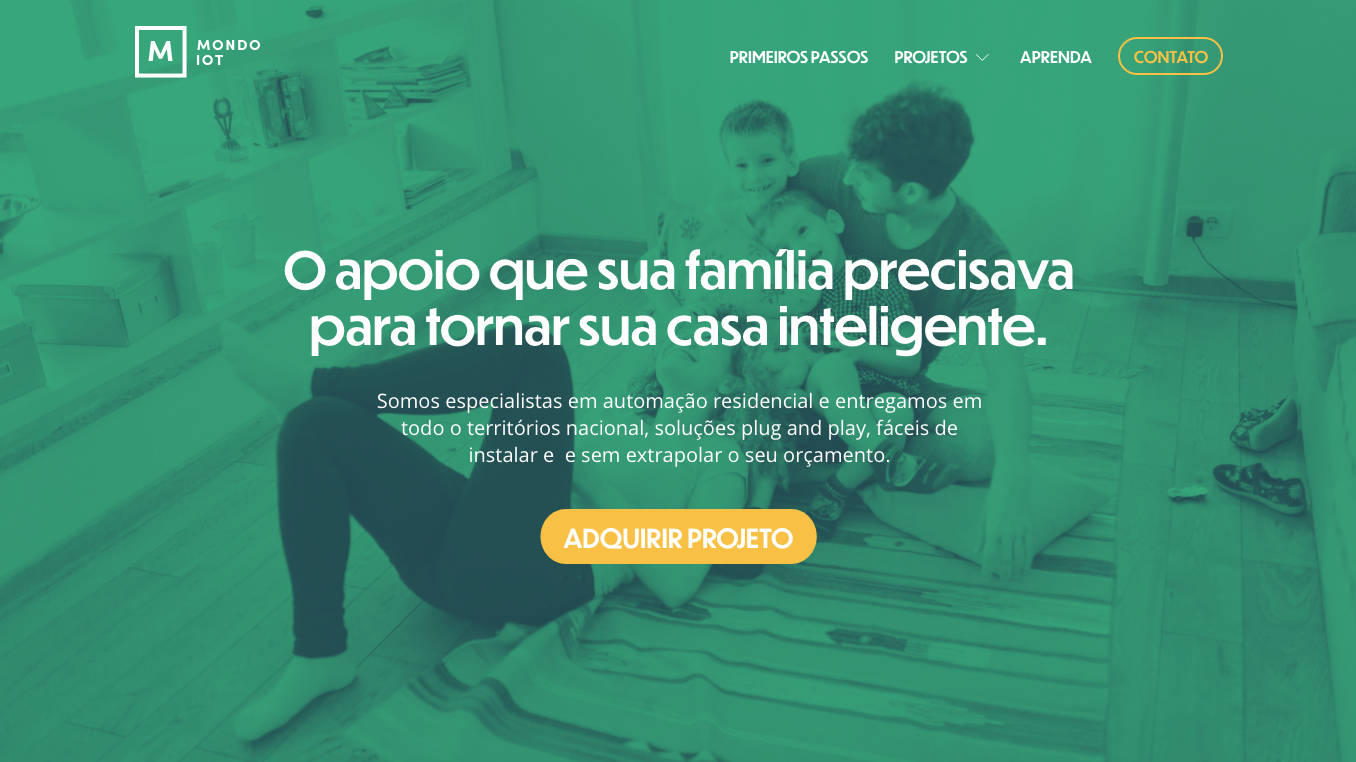 M
MONDO
IOT
PRIMEIROS PASSOS PROJETOS APRENDA CONTATO
O apoio que sua família precisava
para tornar sua casa inteligente.
Somos especialistas em automação residencial e entregamos em
todo o territórios nacional, soluções plug and play, fáceis de
instalar e  e sem extrapolar o seu orçamento.
ADQUIRIR PROJETO